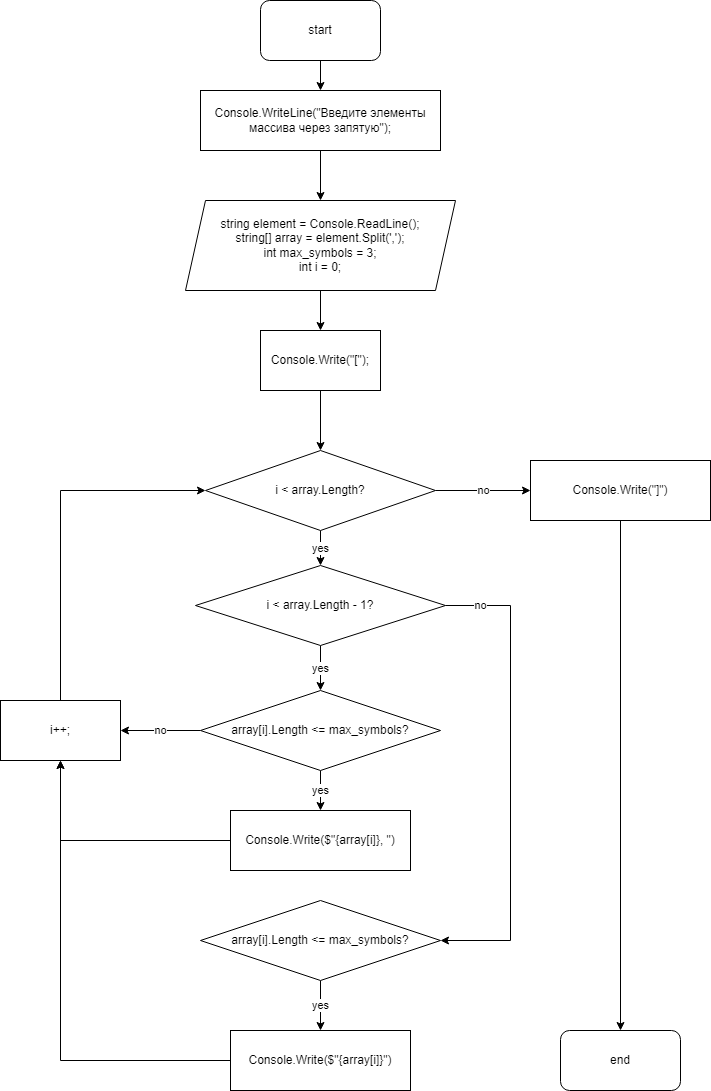 start
Console.WriteLine("Введите элементы
массива через запятую");
string element = Console.ReadLine();
string[] array = element.Split(',');
int max_symbols = 3;
int i = 0;
Console.Write("[");
i < array.Length?
no
Console.Write("]")
yes
i < array.Length - 1?
no
yes
i++;
no
array[i].Length <= max_symbols?
yes
Console.Write($"{array[i]}, ")
array[i].Length <= max_symbols?
yes
Console.Write($"{array[i]}")
end